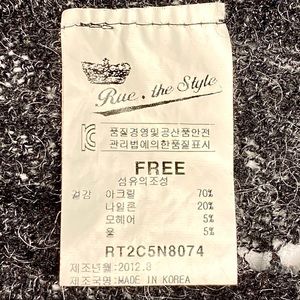 Rue, the Style
품질경영및공산품안전
관리법에의한품질표시
FREE
섬유의조성
겉감 아크릴 70%
나일론 20%
모헤어 5%
울 5%
RT2C5N8074
제조년월:2012.8
제조국명:MADE IN KOREA